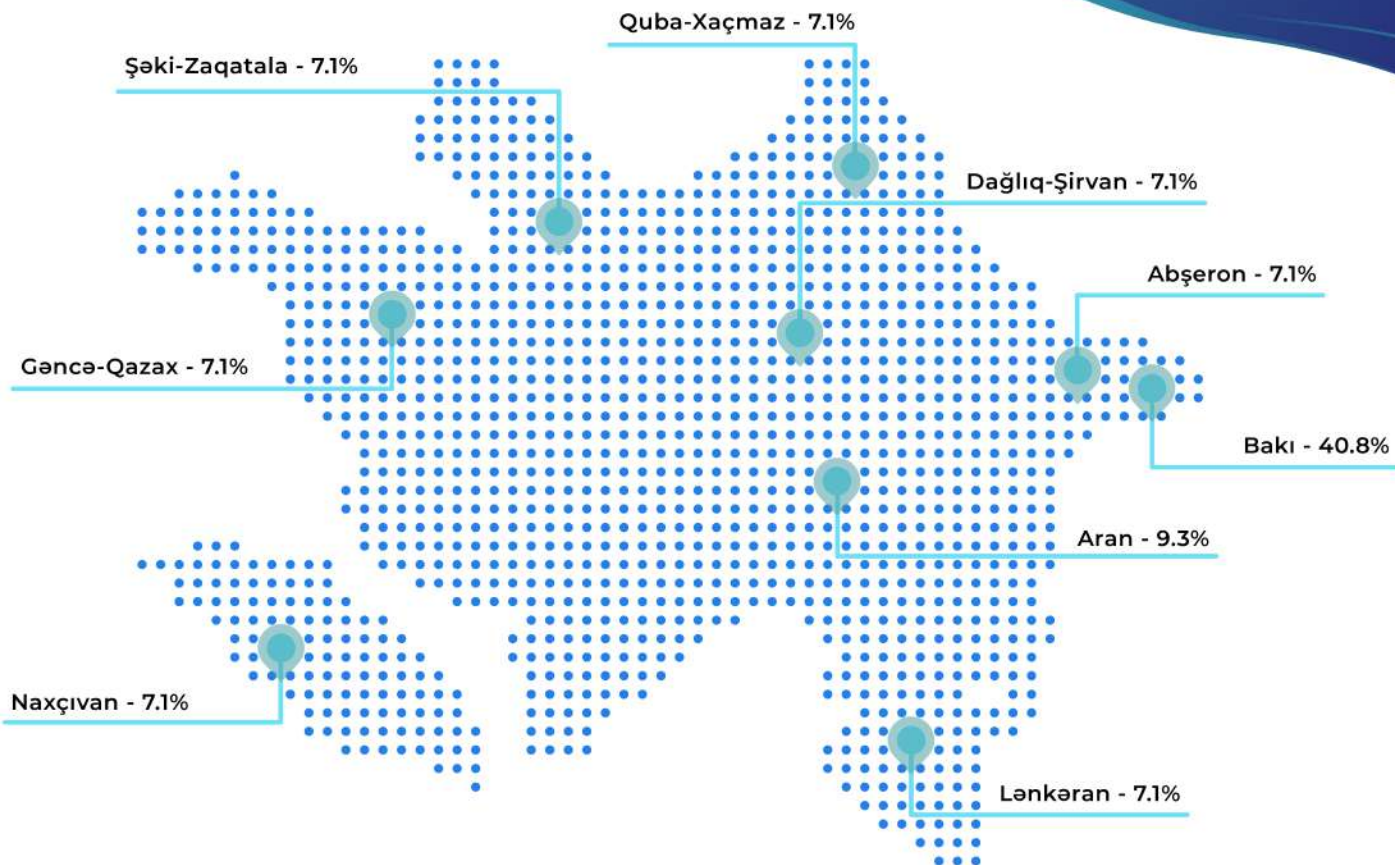 Quba-Xaçmaz - 7.1%
Şəki-Zaqatala - 7.1%
Dağlıq-Şirvan - 7.1%
Abşeron - 7.1%
Gəncə-Qazax - 7.1%
Bakı - 40.8%
Aran - 9.3%
Naxçıvan - 7.1%
Lənkəran - 7.1%